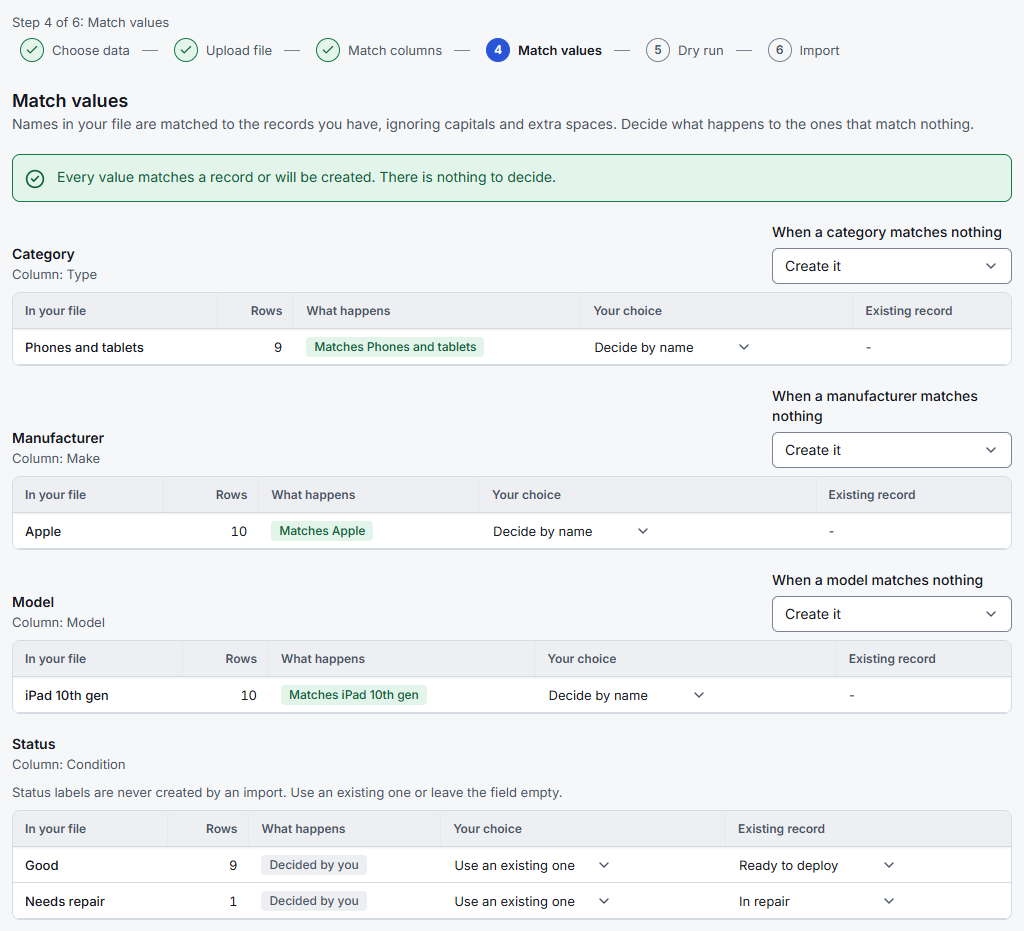 Step 4 of 6: Match values
Choose data
Upload file
Match columns
4 Match values
5 Dry run
6 Import
Match values
Names in your file are matched to the records you have, ignoring capitals and extra spaces. Decide what happens to the ones that match nothing.
Every value matches a record or will be created. There is nothing to decide.
When a category matches nothing
Category
Column: Type
Create it
In your file Rows What happens Your choice Existing record
Phones and tablets 9 Matches Phones and tablets Decide by name -
When a manufacturer matches
nothing
Manufacturer
Column: Make
Create it
In your file Rows What happens Your choice Existing record
Apple 10 Matches Apple Decide by name -
When a model matches nothing
Model
Column: Model
Create it
In your file Rows What happens Your choice Existing record
iPad 10th gen 10 Matches iPad 10th gen Decide by name -
Status
Column: Condition
Status labels are never created by an import. Use an existing one or leave the field empty.
In your file Rows What happens Your choice Existing record
Good 9 Decided by you Use an existing one Ready to deploy
Needs repair 1 Decided by you Use an existing one In repair